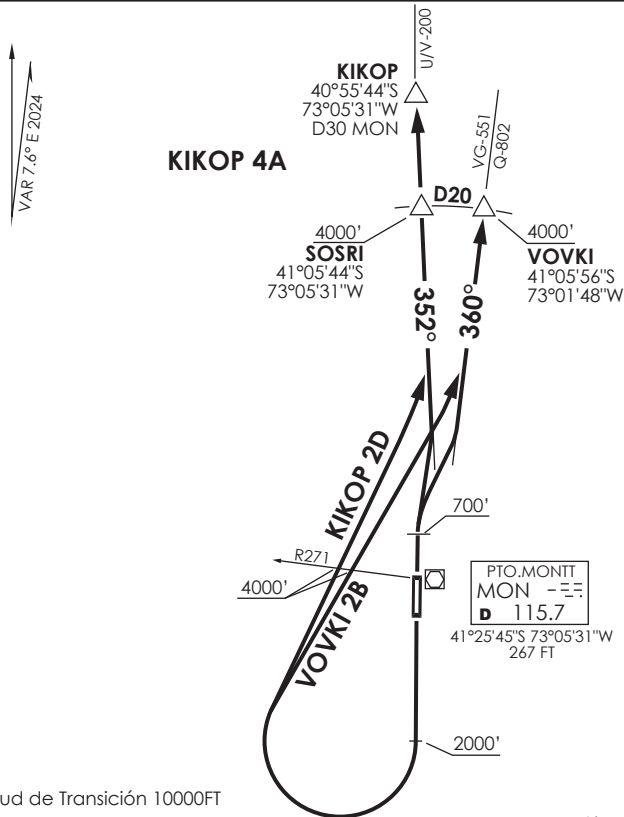 U/V-200
KIKOP
40°55'44"S
73°05'31"W
D30 MON
VAR 7.6° E 2024
KIKOP 4A
VG-551
Q-802
D20
4000'
SOSRI
41°05'44"S
73°05'31"W
4000'
VOVKI
41°05'56"S
73°01'48"W
352°
360°
KIKOP 2D
VOVKI 2B
700'
R271
4000'
PTO.MONTT
MON
D 115.7
41°25'45"S 73°05'31"W
267 FT
2000'
ud de Transición 10000FT